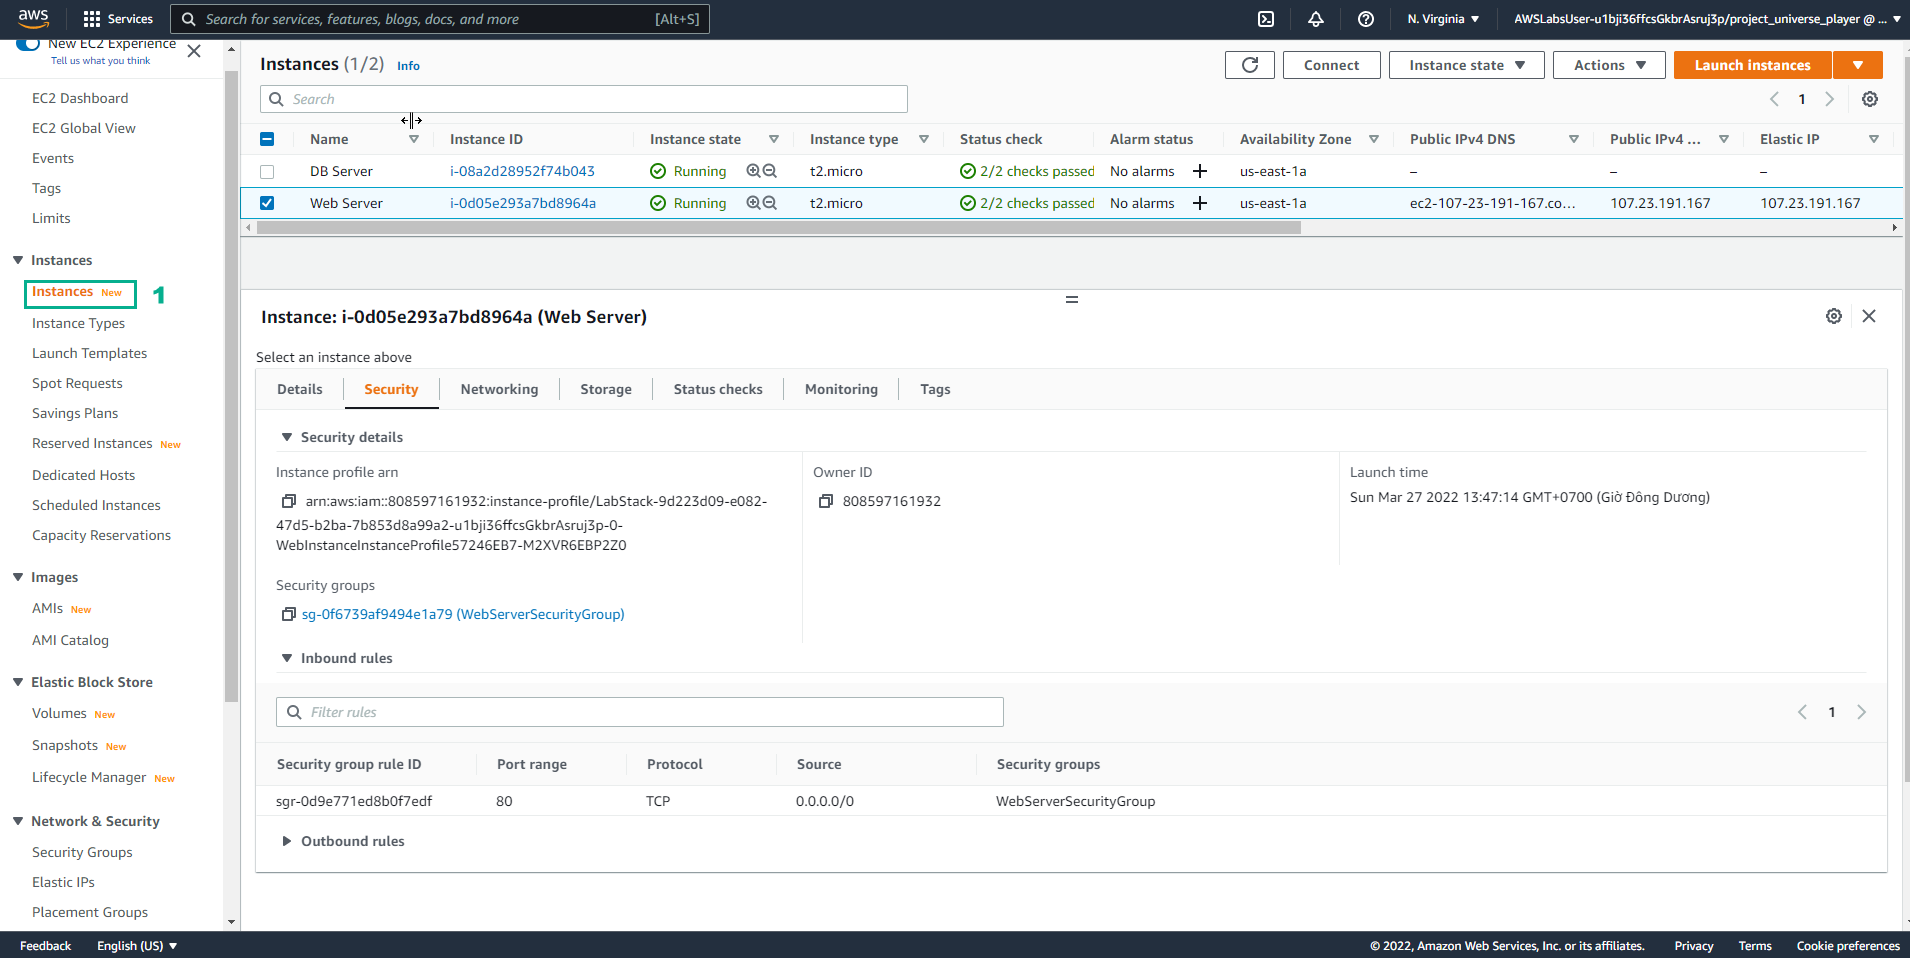 aws
Services
Search for services, features, blogs, docs, and more
[Alt+S]
N. Virginia
AWSLabsUser-u1bji36ffcsGkbrAsruj3p/project_universe_player @ ...
New EC2 Experience
Tell us what you think
EC2 Dashboard
EC2 Global View
Events
Tags
Limits
Instances
Instances New
1
Instance Types
Launch Templates
Spot Requests
Savings Plans
Reserved Instances New
Dedicated Hosts
Scheduled Instances
Capacity Reservations
Images
AMIs New
AMI Catalog
Elastic Block Store
Volumes New
Snapshots New
Lifecycle Manager New
Network & Security
Security Groups
Elastic IPs
Placement Groups
Instances (1/2) Info
Connect
Instance state
Actions
Launch instances
Search
1
Name Instance ID Instance state Instance type Status check Alarm status Availability Zone Public IPv4 DNS Public IPv4 ... Elastic IP
DB Server i-08a2d28952f74b043 Running t2.micro 2/2 checks passed No alarms + us-east-1a – – –
Web Server i-0d05e293a7bd8964a Running t2.micro 2/2 checks passed No alarms + us-east-1a ec2-107-23-191-167.co... 107.23.191.167 107.23.191.167
Instance: i-0d05e293a7bd8964a (Web Server)
Select an instance above
Details Security Networking Storage Status checks Monitoring Tags
Security details
Instance profile arn
arn:aws:iam::808597161932:instance-profile/LabStack-9d223d09-e082-
47d5-b2ba-7b853d8a99a2-u1bji36ffcsGkbrAsruj3p-0-
WebInstanceInstanceProfile57246EB7-M2XVR6EBP2Z0
Owner ID
808597161932
Launch time
Sun Mar 27 2022 13:47:14 GMT+0700 (Giờ Đông Dương)
Security groups
sg-0f6739af9494e1a79 (WebServerSecurityGroup)
Inbound rules
Filter rules
1
Security group rule ID Port range Protocol Source Security groups
sgr-0d9e771ed8b0f7edf 80 TCP 0.0.0.0/0 WebServerSecurityGroup
Outbound rules
Feedback English (US)
© 2022, Amazon Web Services, Inc. or its affiliates. Privacy Terms Cookie preferences